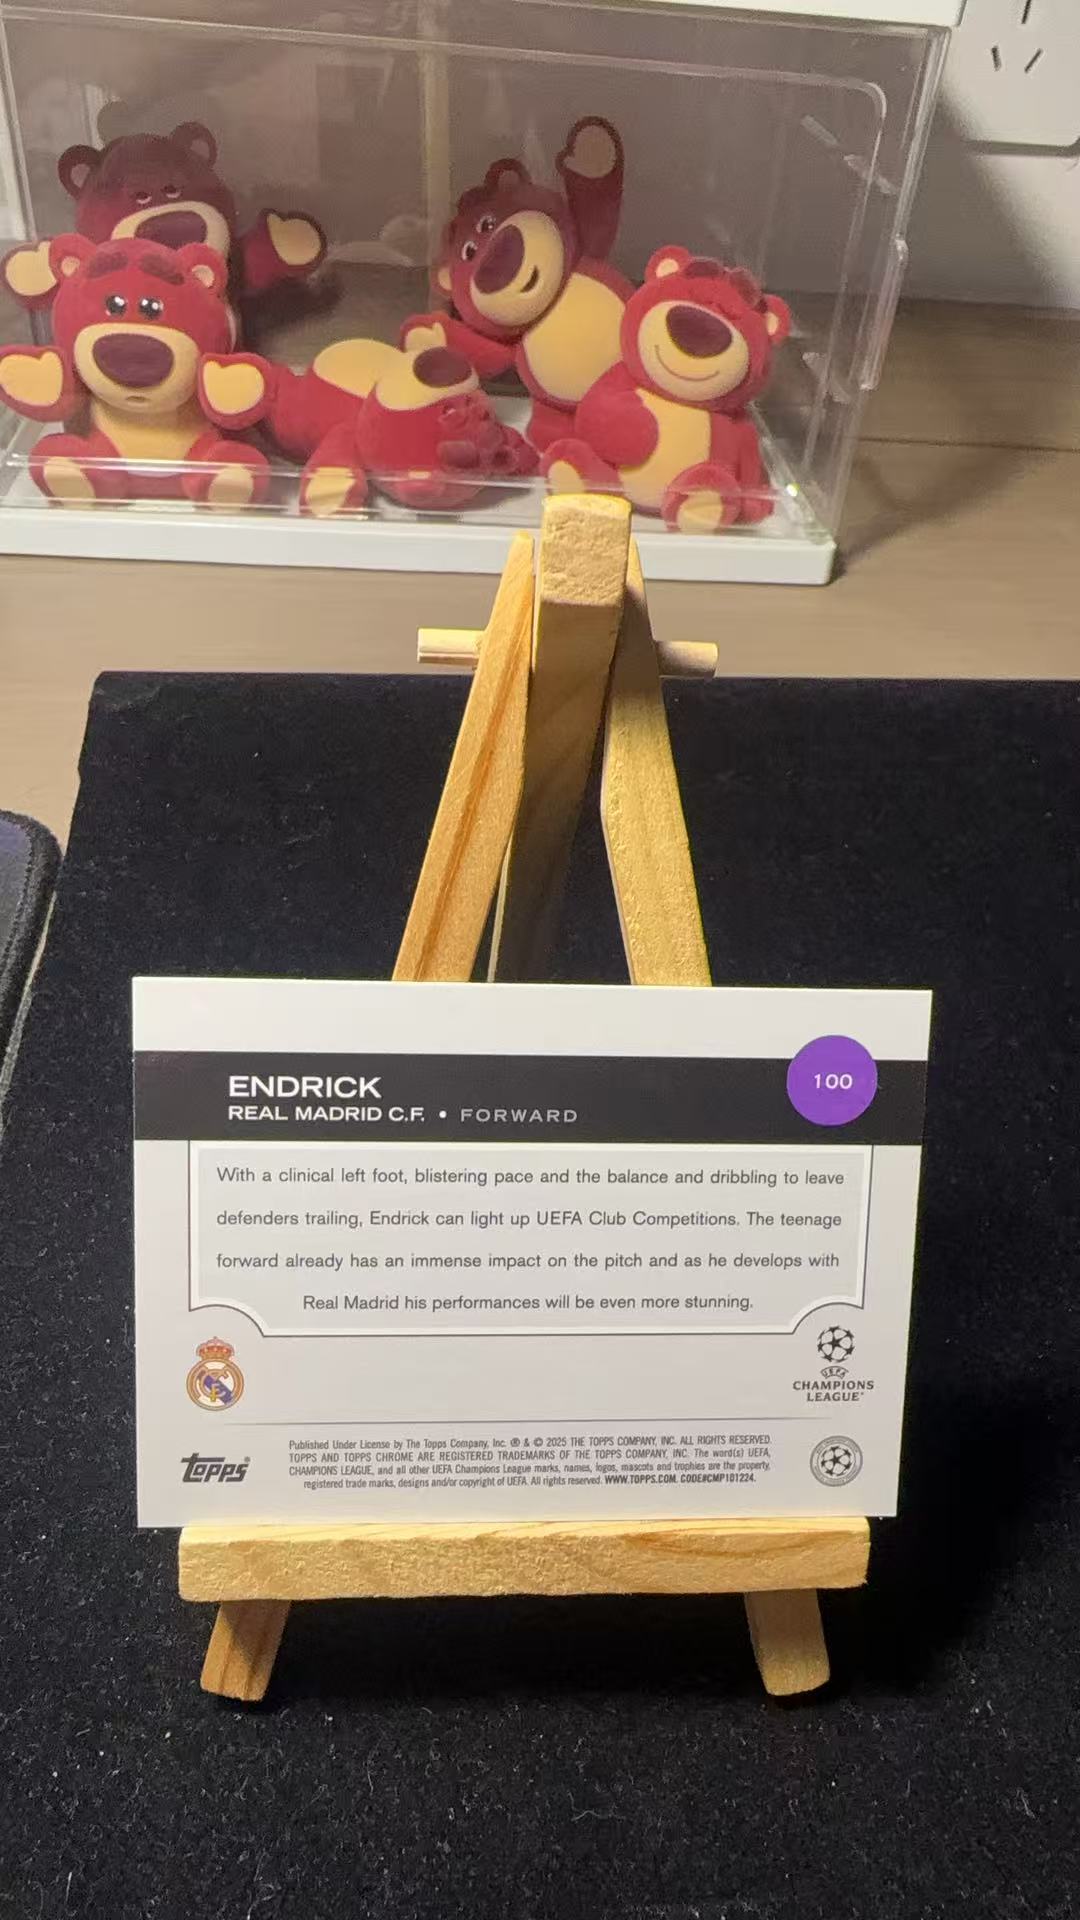 ENDRICK
100
REAL MADRID C.F. • FORWARD
With a clinical left foot, blistering pace and the balance and dribbling to leave
defenders trailing, Endrick can light up UEFA Club Competitions. The teenage
forward already has an immense impact on the pitch and as he develops with
Real Madrid his performances will be even more stunning.
UEFA
CHAMPIONS
LEAGUE®
Topps®
Published Under License by The Topps Company, Inc. ® & © 2025 THE TOPPS COMPANY, INC. ALL RIGHTS RESERVED.
TOPPS AND TOPPS CHROME ARE REGISTERED TRADEMARKS OF THE TOPPS COMPANY, INC. The word(s) UEFA,
CHAMPIONS LEAGUE, and all other UEFA Champions League marks, names, logos, mascots and trophies are the property,
registered trade marks, designs and/or copyright of UEFA. All rights reserved. WWW.TOPPS.COM. CODE#CMP101224.